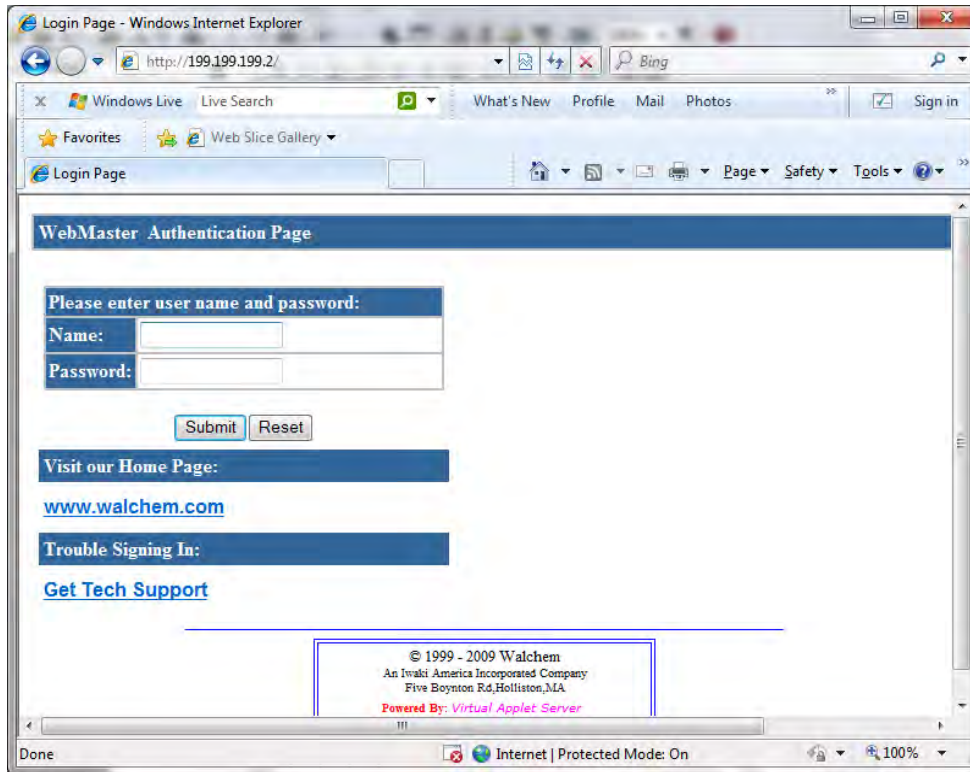 Login Page - Windows Internet Explorer
http://199.199.199.2/
Bing
x Windows Live Live Search What's New Profile Mail Photos >> Sign in
Favorites Web Slice Gallery
Login Page Page Safety Tools >>
WebMaster Authentication Page
Please enter user name and password:
Name:
Password:
Submit Reset
Visit our Home Page:
www.walchem.com
Trouble Signing In:
Get Tech Support
© 1999 - 2009 Walchem
An Iwaki America Incorporated Company
Five Boynton Rd,Holliston,MA
Powered By: Virtual Applet Server
Done Internet | Protected Mode: On 100%